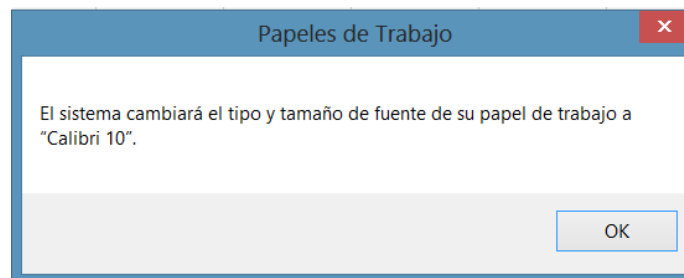 Papeles de Trabajo
El sistema cambiará el tipo y tamaño de fuente de su papel de trabajo a
“Calibri 10”.
OK